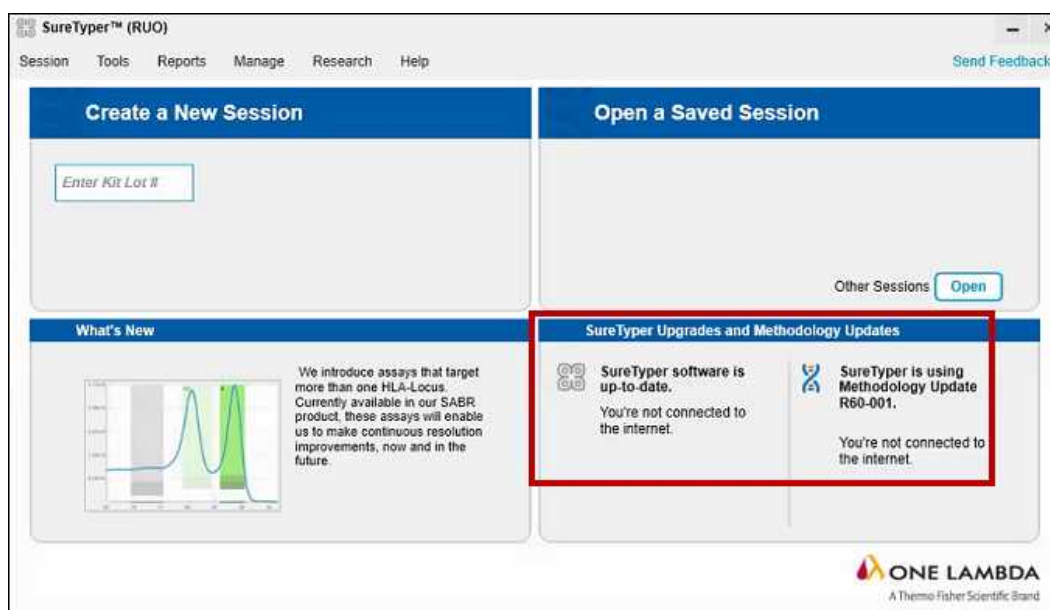 SureTyper™ (RUO)
Session Tools Reports Manage Research Help Send Feedback
Create a New Session
Enter Kit Lot #
Open a Saved Session
Other Sessions Open
What's New
We introduce assays that target
more than one HLA-Locus.
Currently available in our SABR
product, these assays will enable
us to make continuous resolution
improvements, now and in the
future.
SureTyper Upgrades and Methodology Updates
SureTyper software is
up-to-date.
You're not connected to
the internet.
SureTyper is using
Methodology Update
R60-001.
You're not connected to
the internet.
ONE LAMBDA
A Thermo Fisher Scientific Brand